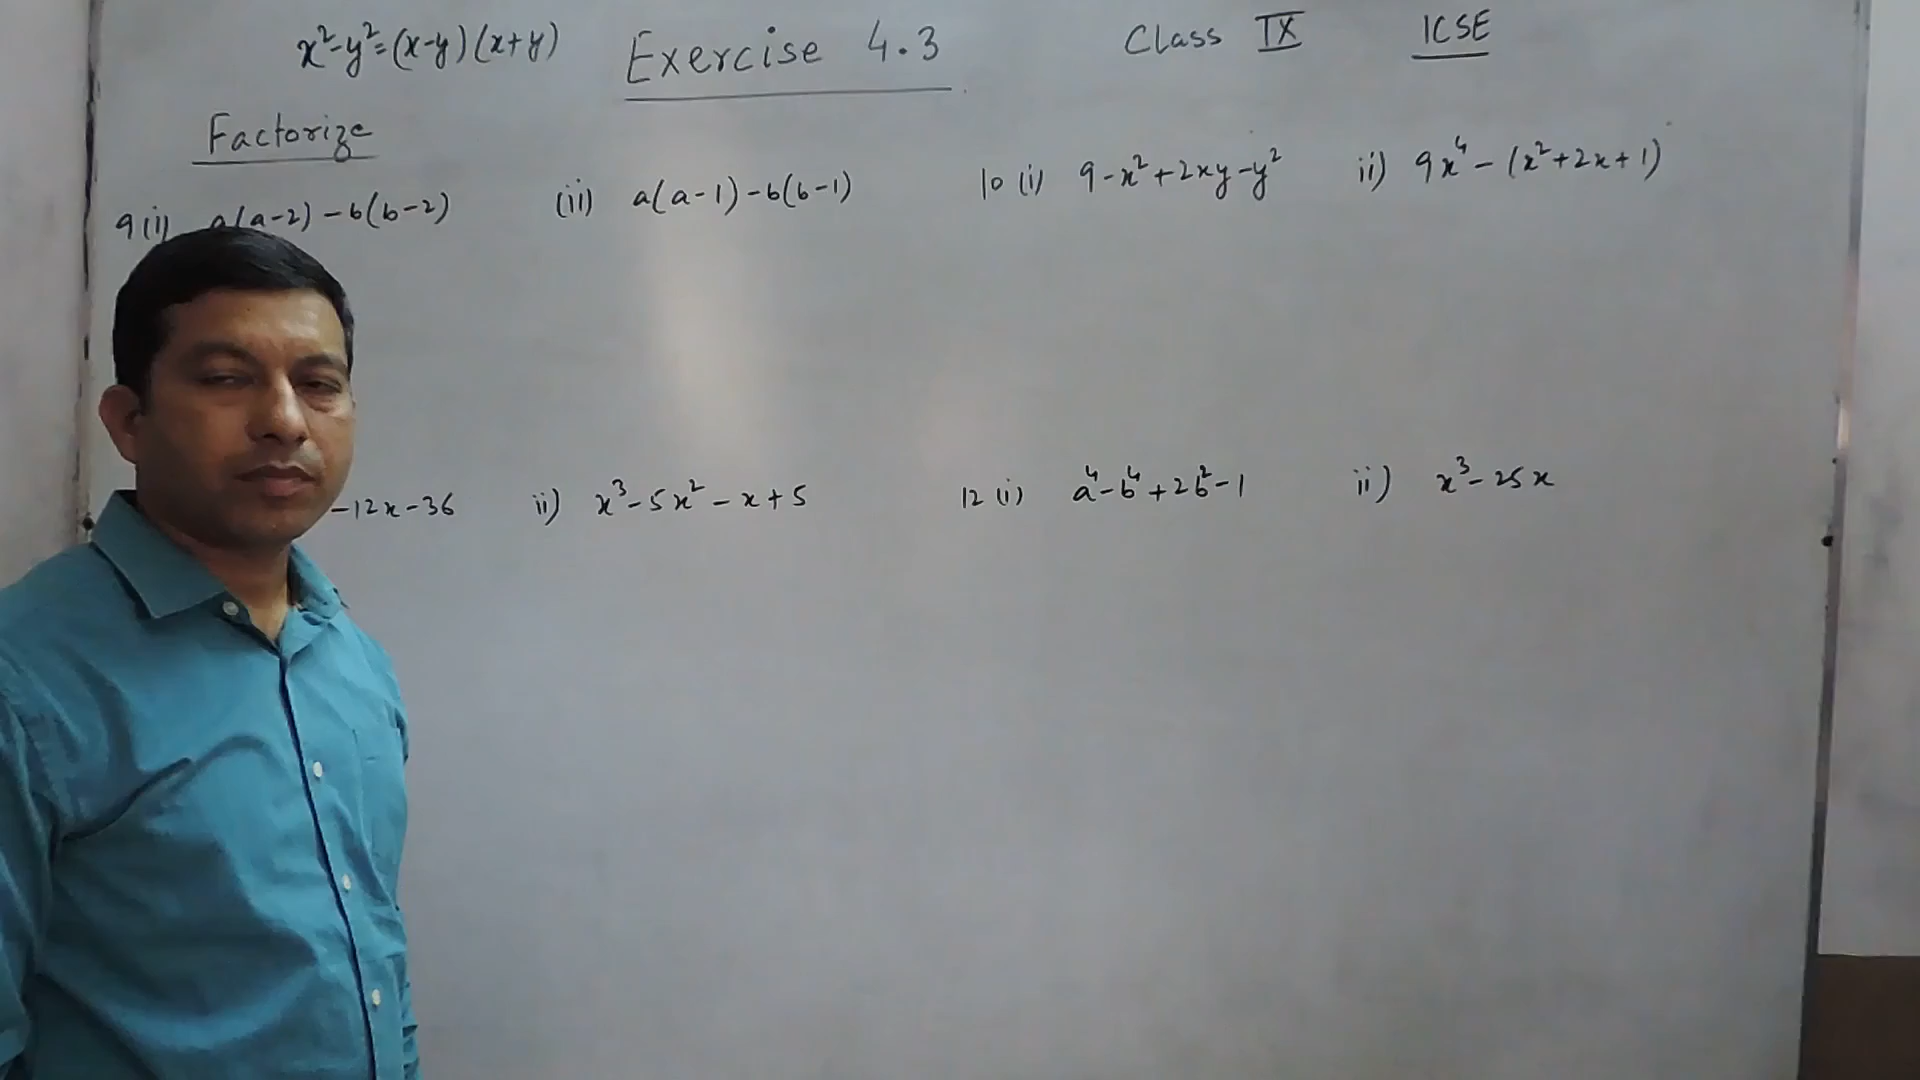 x²-y²=(x-y)(x+y) Exercise 4.3 Class IX ICSE
Factorize
9(i) a(a-2)-b(b-2) (ii) a(a-1)-b(b-1) 10(i) 9-x²+2xy-y² ii) 9x⁴-(x²+2x+1)
-12x-36 ii) x³-5x²-x+5 12(i) a⁴-b⁴+2b²-1 ii) x³-25x